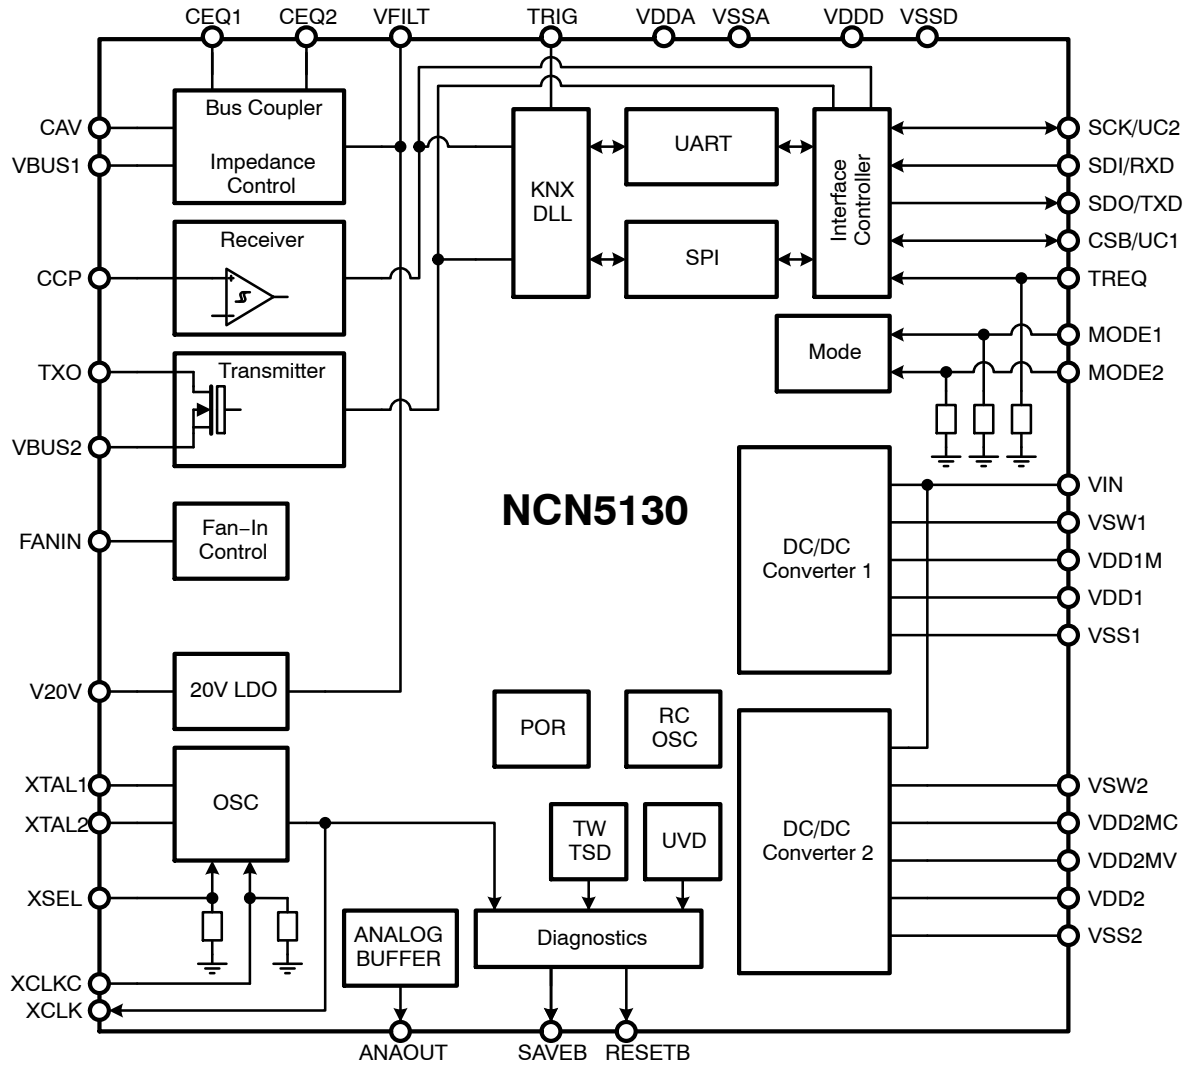 CEQ1
CEQ2
VFILT
TRIG
VDDA
VSSA
VDDD
VSSD
CAV
VBUS1
CCP
TXO
VBUS2
FANIN
V20V
XTAL1
XTAL2
XSEL
XCLKC
XCLK
Bus Coupler
Impedance
Control
Receiver
Transmitter
Fan−In
Control
20V LDO
OSC
KNX
DLL
UART
SPI
Interface
Controller
Mode
NCN5130
DC/DC
Converter 1
DC/DC
Converter 2
POR
RC
OSC
TW
TSD
UVD
ANALOG
BUFFER
Diagnostics
SCK/UC2
SDI/RXD
SDO/TXD
CSB/UC1
TREQ
MODE1
MODE2
VIN
VSW1
VDD1M
VDD1
VSS1
VSW2
VDD2MC
VDD2MV
VDD2
VSS2
ANAOUT
SAVEB
RESETB